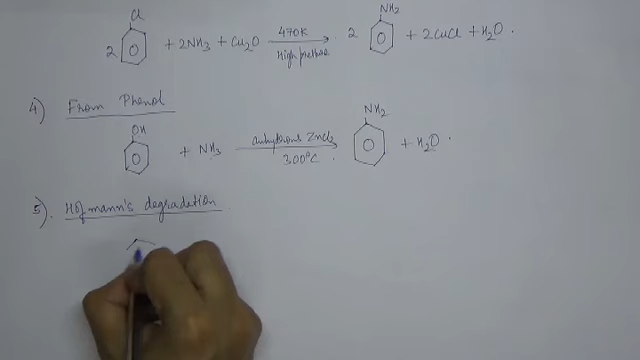 Cl NH₂
2 + 2NH₃ + Cu₂O 470K High pressure 2 + 2CuCl + H₂O.
4) From Phenol
OH NH₂
+ NH₃ anhydrous ZnCl₂ 300°C + H₂O.
5). Hofmann's degradation